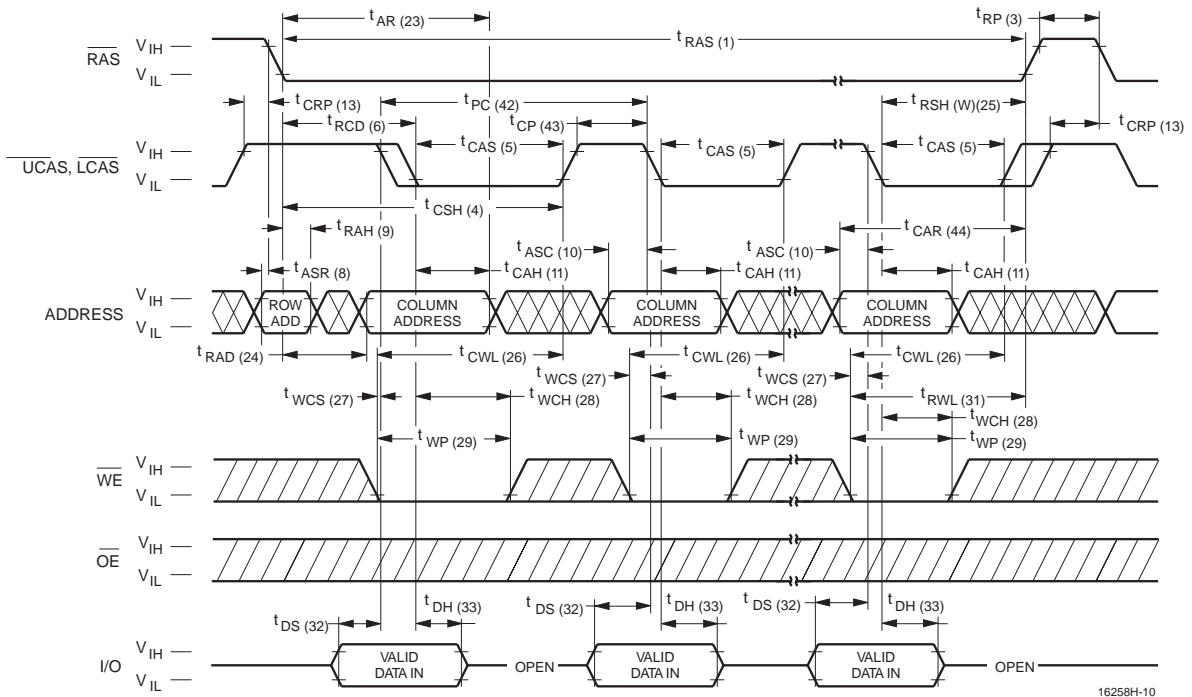 t AR (23)
t RP (3)
t RAS (1)
RAS
V IH
V IL
t CRP (13)
t PC (42)
t RSH (W)(25)
t RCD (6)
t CP (43)
t CRP (13)
UCAS, LCAS
V IH
V IL
t CAS (5)
t CAS (5)
t CAS (5)
t CSH (4)
t RAH (9)
t CAR (44)
t ASC (10)
t ASC (10)
t ASR (8)
t CAH (11)
t CAH (11)
t CAH (11)
ADDRESS
V IH
V IL
ROW
ADD
COLUMN
ADDRESS
COLUMN
ADDRESS
COLUMN
ADDRESS
t RAD (24)
t CWL (26)
t CWL (26)
t CWL (26)
t WCS (27)
t WCS (27)
t WCS (27)
t WCH (28)
t WCH (28)
t RWL (31)
t WCH (28)
t WP (29)
t WP (29)
t WP (29)
WE
V IH
V IL
OE
V IH
V IL
t DS (32)
t DH (33)
t DS (32)
t DH (33)
t DS (32)
t DH (33)
I/O
V IH
V IL
VALID
DATA IN
OPEN
VALID
DATA IN
VALID
DATA IN
OPEN
16258H-10